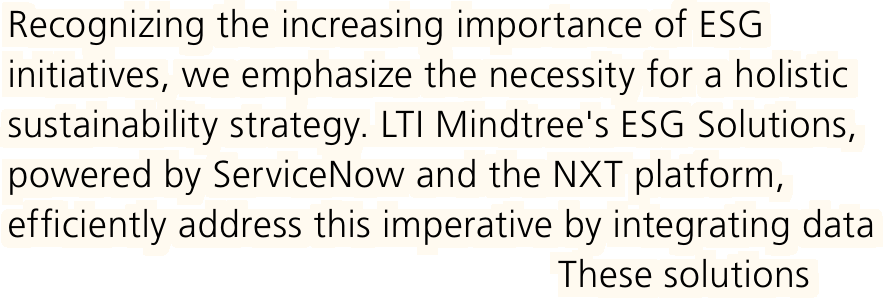 Recognizing the increasing importance of ESG
initiatives, we emphasize the necessity for a holistic
sustainability strategy. LTI Mindtree's ESG Solutions,
powered by ServiceNow and the NXT platform,
efficiently address this imperative by integrating data
These solutions